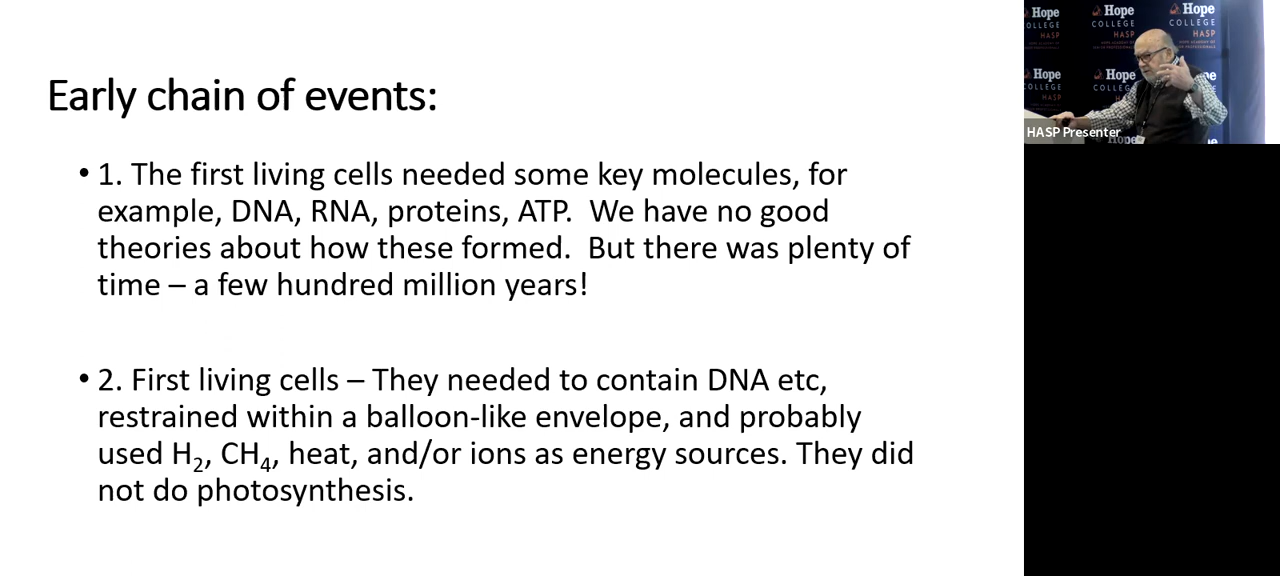 Early chain of events:
• 1. The first living cells needed some key molecules, for
example, DNA, RNA, proteins, ATP.  We have no good
theories about how these formed.  But there was plenty of
time – a few hundred million years!
• 2. First living cells – They needed to contain DNA etc,
restrained within a balloon-like envelope, and probably
used H₂, CH₄, heat, and/or ions as energy sources. They did
not do photosynthesis.
Hope
COLLEGE
HASP
Hope
COLLEGE
HASP
Hope
COLLEGE
HASP
Hope
COLLEGE
Hope
COLLEGE
HASP Presenter
Hope